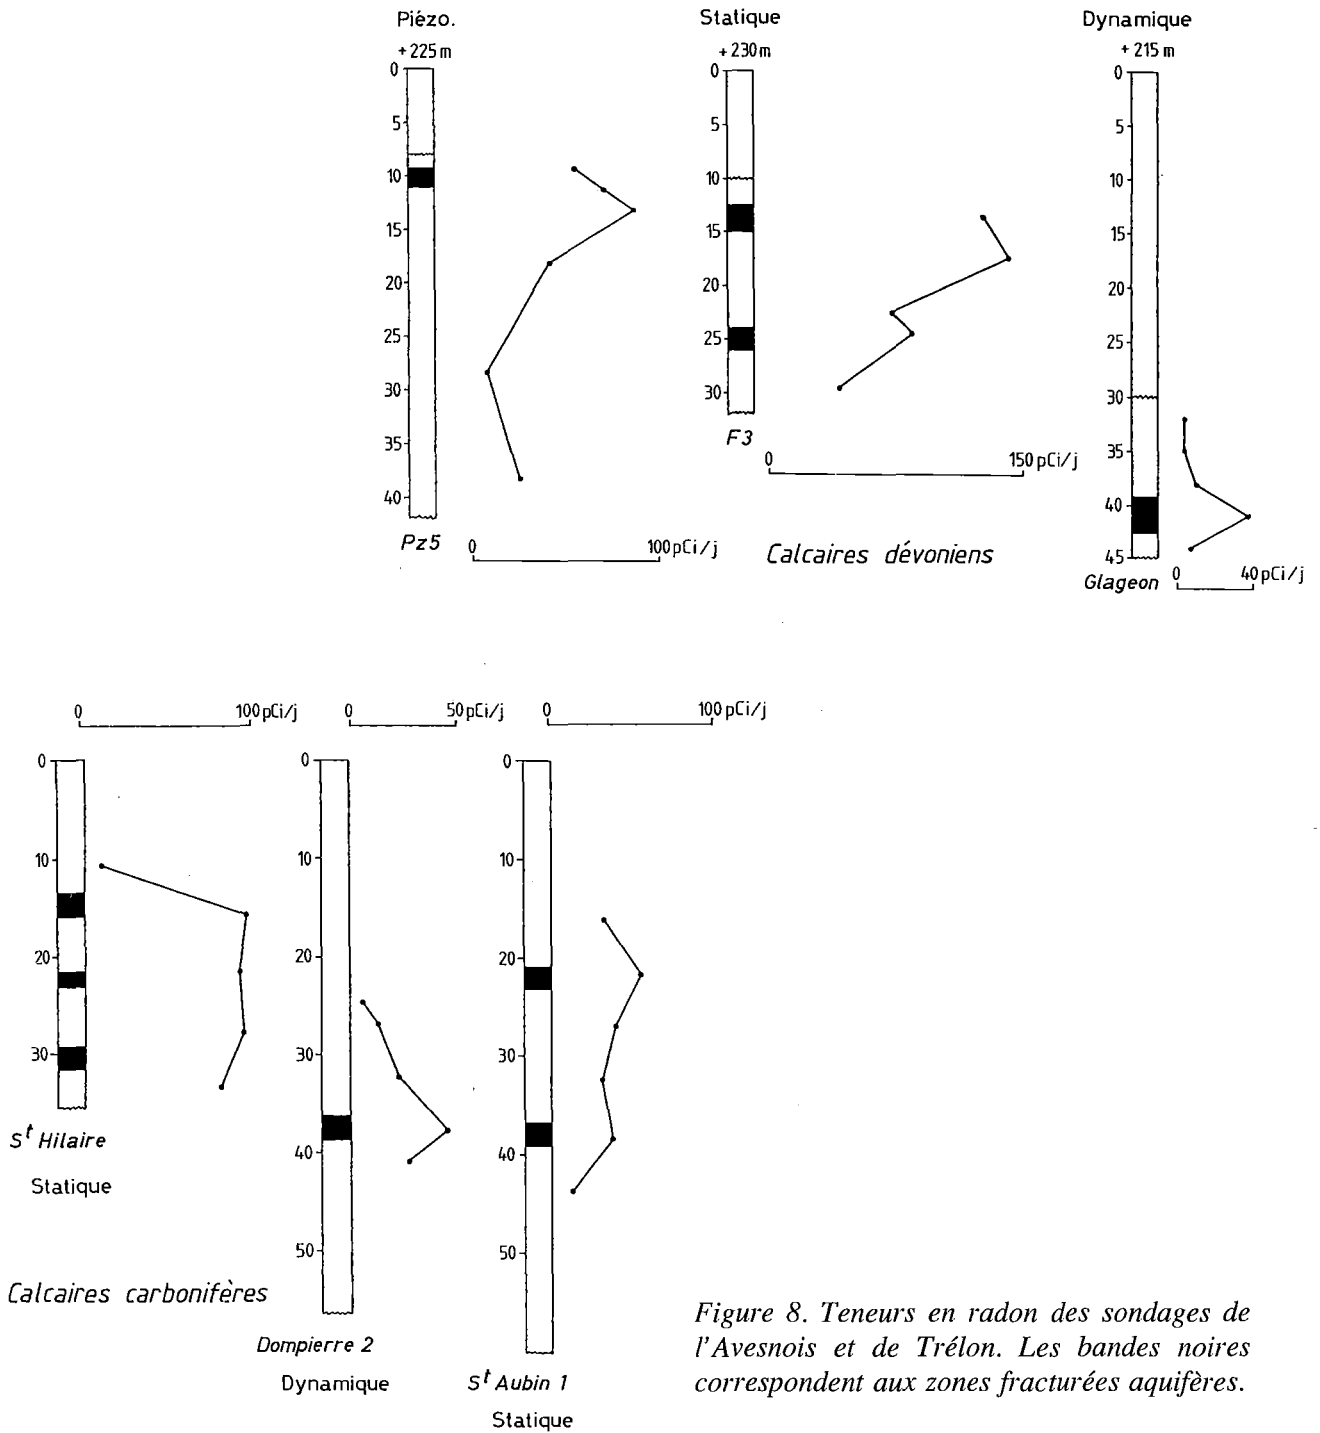 Piézo.
+225 m
0
5
10
15
20
25
30
35
40
Pz5
0 100 pCi/j
Statique
+230 m
0
5
10
15
20
25
30
F3
0 150 pCi/j
Calcaires dévoniens
Dynamique
+215 m
0
5
10
15
20
25
30
35
40
45
Glageon
0 40 pCi/j
0 100 pCi/j
0
10
20
30
St Hilaire
Statique
0 50 pCi/j
0
10
20
30
40
50
Dompierre 2
Dynamique
0 100 pCi/j
0
10
20
30
40
50
St Aubin 1
Statique
Calcaires carbonifères
Figure 8. Teneurs en radon des sondages de
l'Avesnois et de Trélon. Les bandes noires
correspondent aux zones fracturées aquifères.